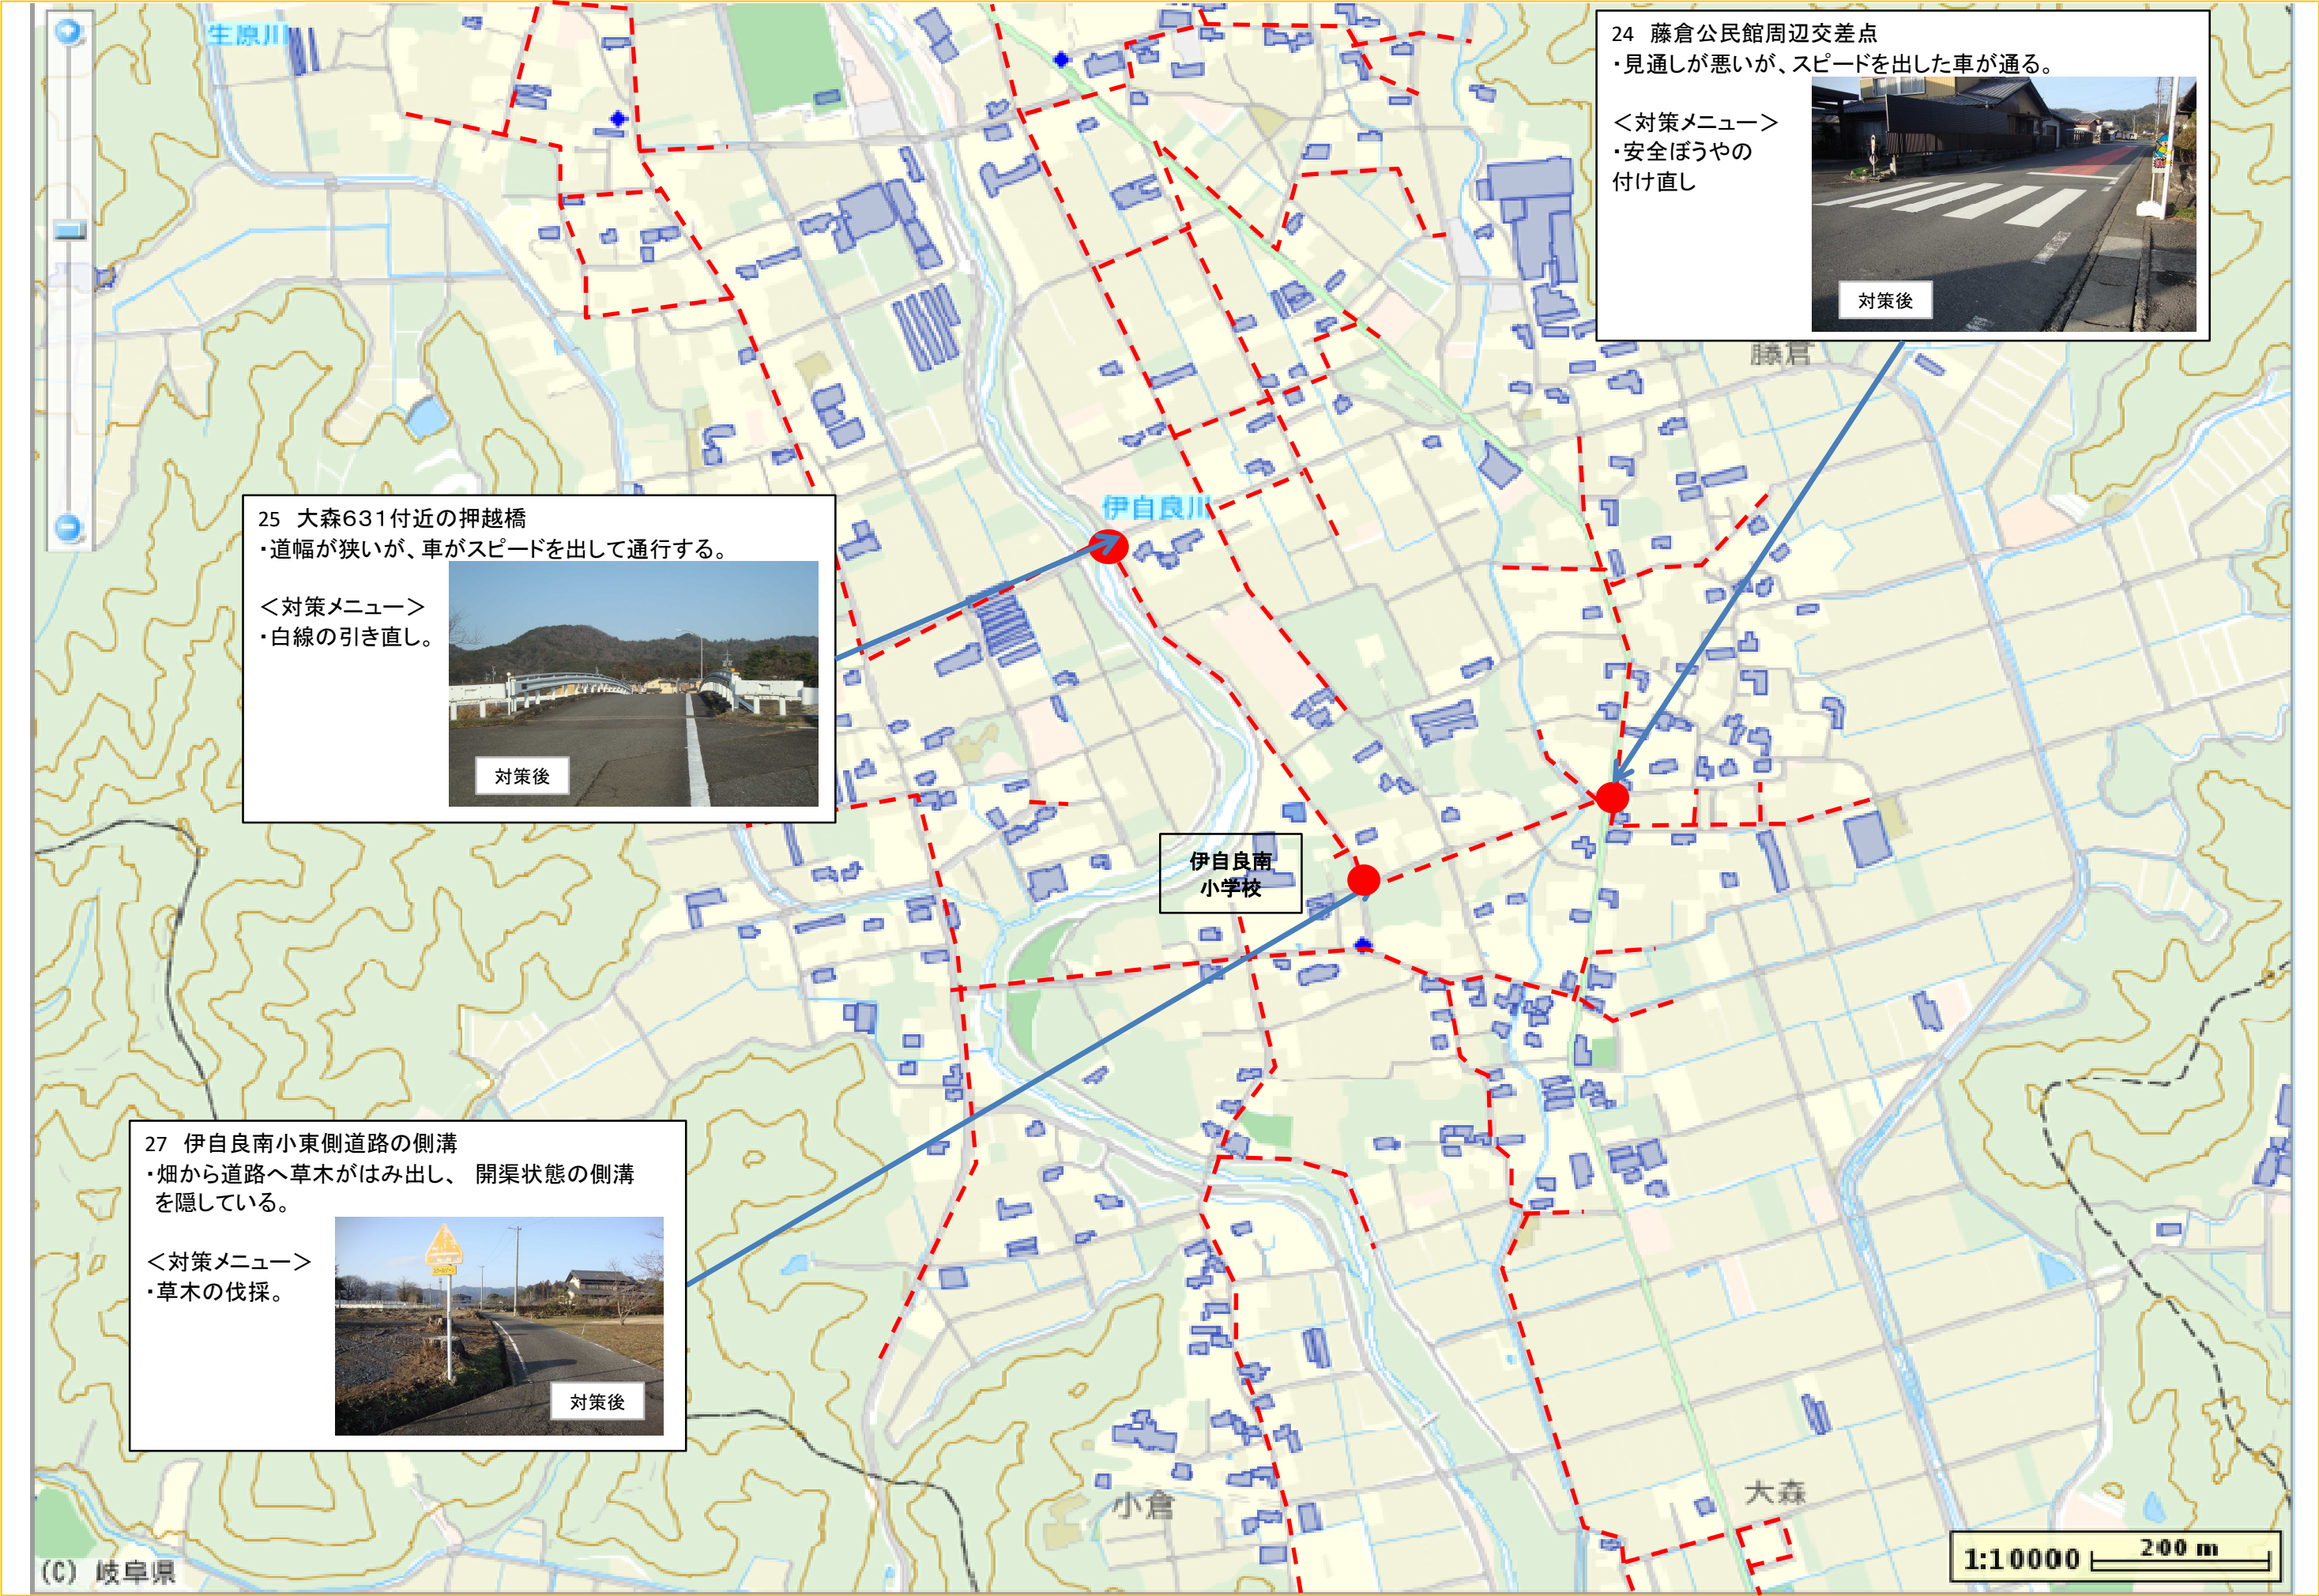 生原川
24　藤倉公民館周辺交差点
・見通しが悪いが、スピードを出した車が通る。
＜対策メニュー＞
・安全ぼうやの
付け直し
対策後
藤倉
伊自良川
25　大森６３１付近の押越橋
・道幅が狭いが、車がスピードを出して通行する。
＜対策メニュー＞
・白線の引き直し。
対策後
伊自良南
小学校
27　伊自良南小東側道路の側溝
・畑から道路へ草木がはみ出し、　開渠状態の側溝
を隠している。
＜対策メニュー＞
・草木の伐採。
対策後
小倉
大森
(C) 岐阜県
1:10000
200 m